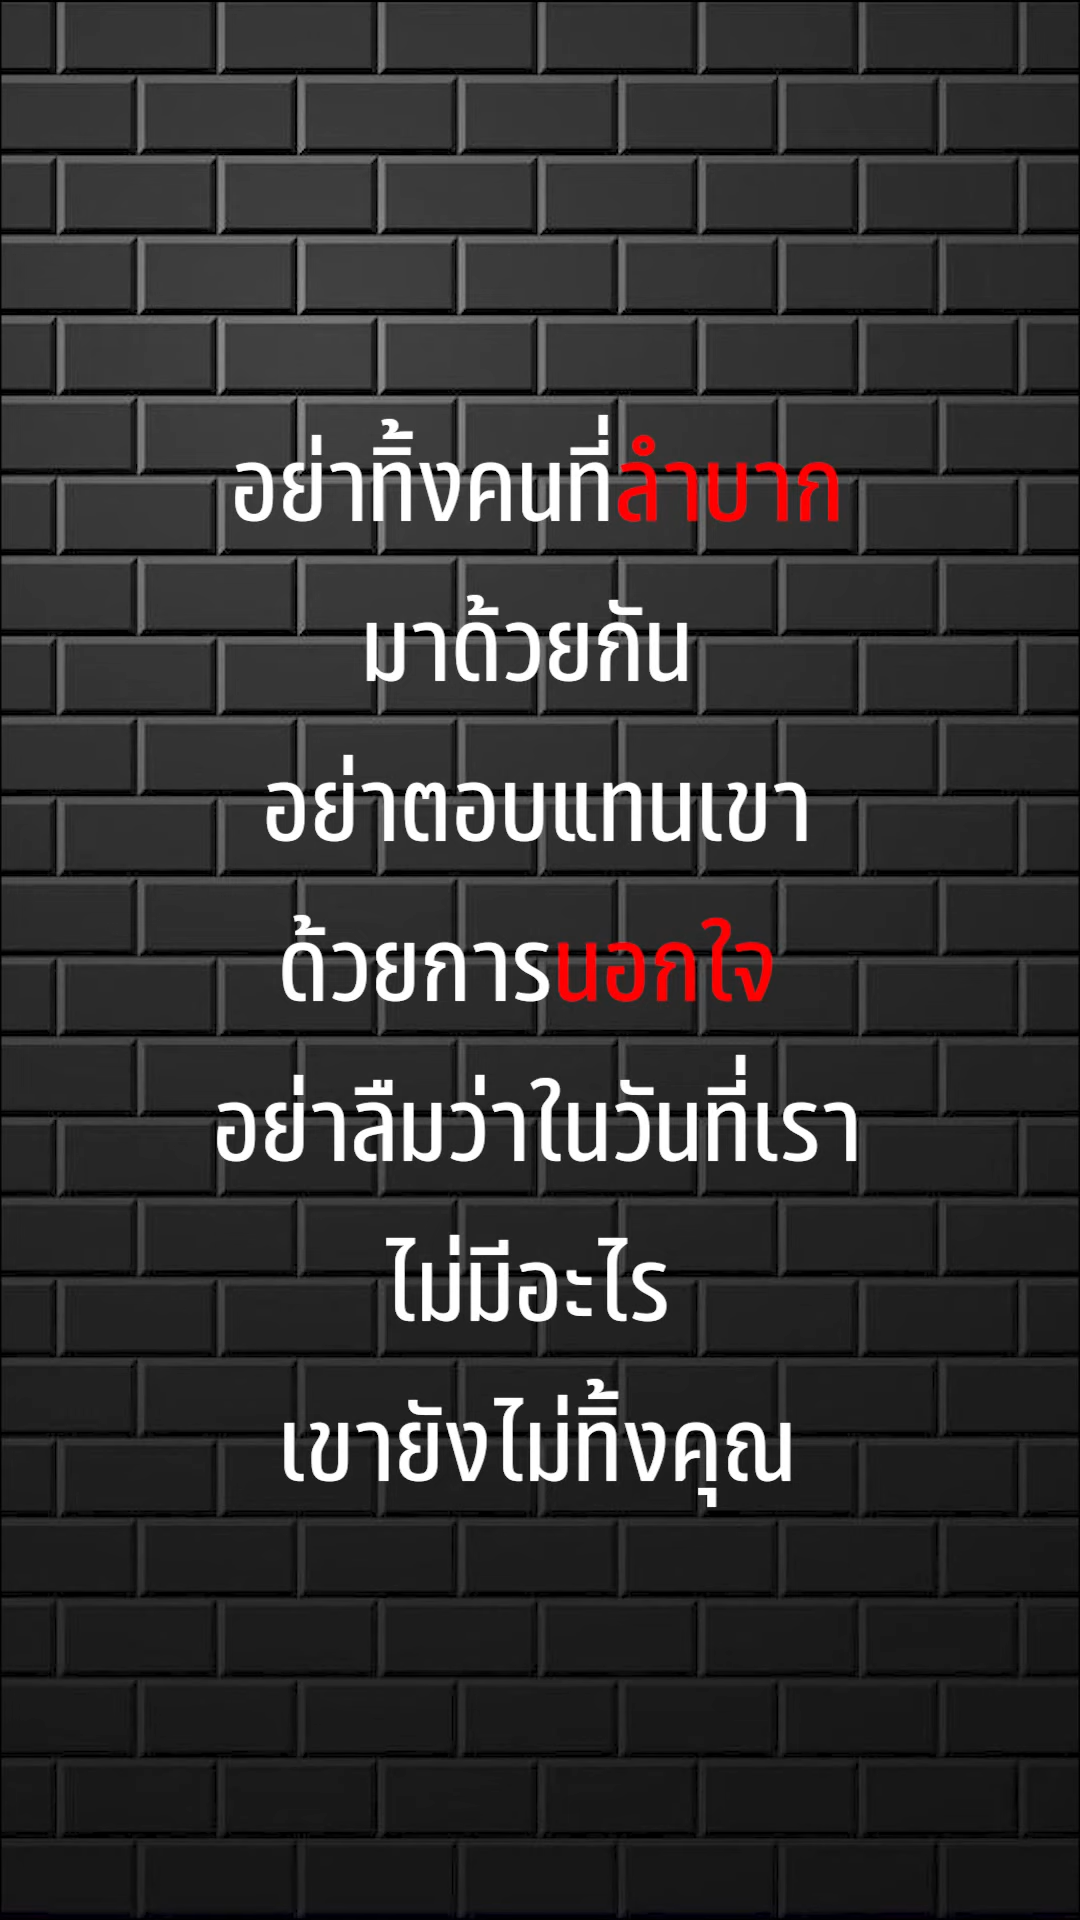 อย่าทิ้งคนที่ลำบาก
มาด้วยกัน
อย่าตอบแทนเขา
ด้วยการนอกใจ
อย่าลืมว่าในวันที่เรา
ไม่มีอะไร
เขายังไม่ทิ้งคุณ